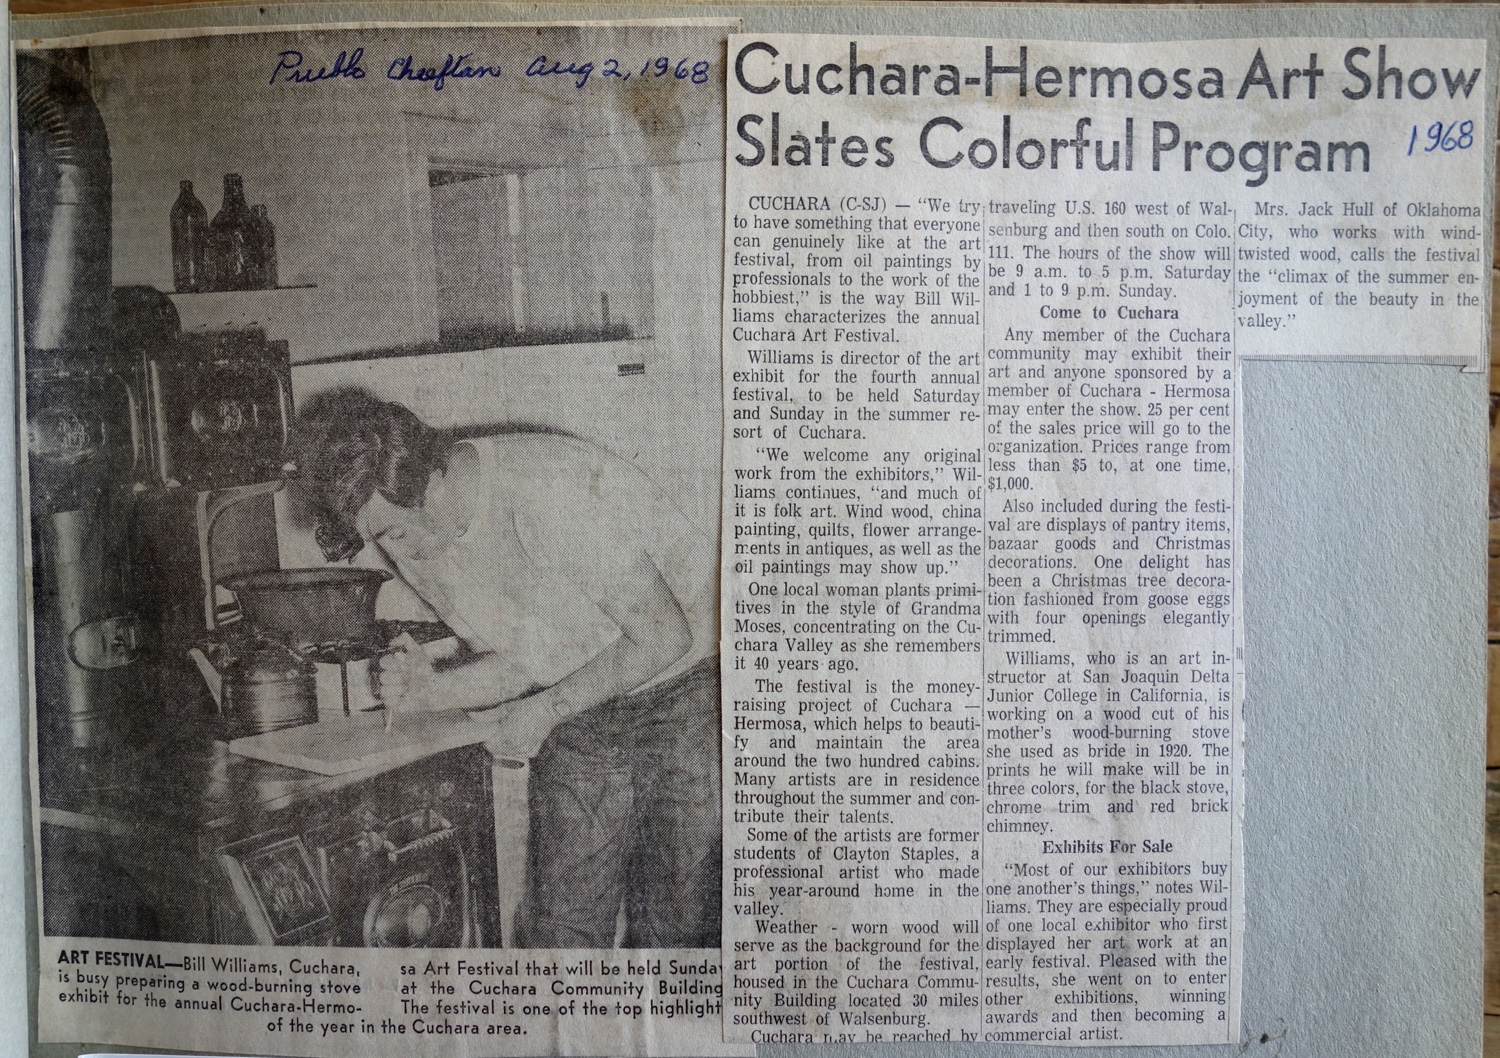 Pueblo Chieftan Aug 2, 1968
ART FESTIVAL—Bill Williams, Cuchara,
is busy preparing a wood-burning stove
exhibit for the annual Cuchara-Hermo-
sa Art Festival that will be held Sunday
at the Cuchara Community Building
The festival is one of the top highlight
of the year in the Cuchara area.
Cuchara-Hermosa Art Show
Slates Colorful Program
1968
CUCHARA (C-SJ) — “We try
to have something that everyone
can genuinely like at the art
festival, from oil paintings by
professionals to the work of the
hobbiest,” is the way Bill Wil-
liams characterizes the annual
Cuchara Art Festival.
Williams is director of the art
exhibit for the fourth annual
festival, to be held Saturday
and Sunday in the summer re-
sort of Cuchara.
“We welcome any original
work from the exhibitors,” Wil-
liams continues, “and much of
it is folk art. Wind wood, china
painting, quilts, flower arrange-
ments in antiques, as well as the
oil paintings may show up.”
One local woman plants primi-
tives in the style of Grandma
Moses, concentrating on the Cu-
chara Valley as she remembers
it 40 years ago.
The festival is the money-
raising project of Cuchara —
Hermosa, which helps to beauti-
fy and maintain the area
around the two hundred cabins.
Many artists are in residence
throughout the summer and con-
tribute their talents.
Some of the artists are former
students of Clayton Staples, a
professional artist who made
his year-around home in the
valley.
Weather - worn wood will
serve as the background for the
art portion of the festival,
housed in the Cuchara Commu-
nity Building located 30 miles
southwest of Walsenburg.
Cuchara may be reached by
traveling U.S. 160 west of Wal-
senburg and then south on Colo.
111. The hours of the show will
be 9 a.m. to 5 p.m. Saturday
and 1 to 9 p.m. Sunday.
Come to Cuchara
Any member of the Cuchara
community may exhibit their
art and anyone sponsored by a
member of Cuchara - Hermosa
may enter the show. 25 per cent
of the sales price will go to the
organization. Prices range from
less than $5 to, at one time,
$1,000.
Also included during the festi-
val are displays of pantry items,
bazaar goods and Christmas
decorations. One delight has
been a Christmas tree decora-
tion fashioned from goose eggs
with four openings elegantly
trimmed.
Williams, who is an art in-
structor at San Joaquin Delta
Junior College in California, is
working on a wood cut of his
mother's wood-burning stove
she used as bride in 1920. The
prints he will make will be in
three colors, for the black stove,
chrome trim and red brick
chimney.
Exhibits For Sale
“Most of our exhibitors buy
one another's things,” notes Wil-
liams. They are especially proud
of one local exhibitor who first
displayed her art work at an
early festival. Pleased with the
results, she went on to enter
other exhibitions, winning
awards and then becoming a
commercial artist.
Mrs. Jack Hull of Oklahoma
City, who works with wind-
twisted wood, calls the festival
the “climax of the summer en-
joyment of the beauty in the
valley.”